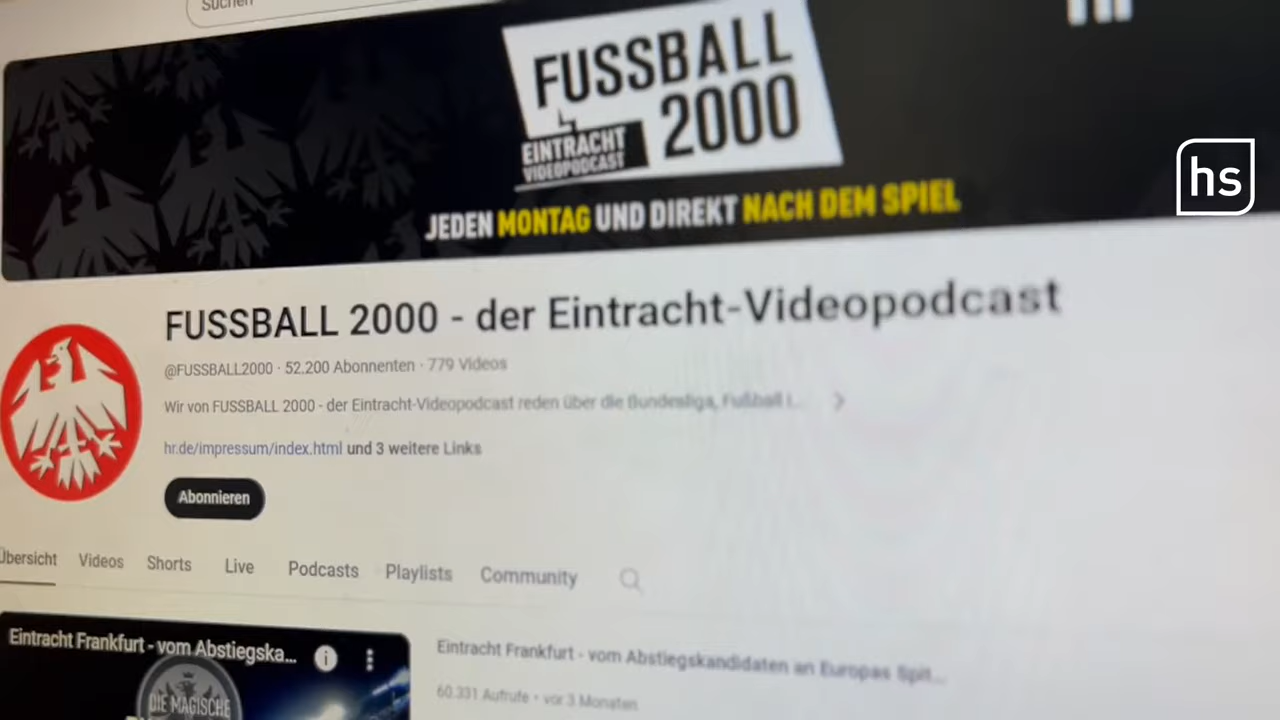 Suchen
FUSSBALL
2000
EINTRACHT
VIDEOPODCAST
JEDEN MONTAG UND DIREKT NACH DEM SPIEL
hs
FUSSBALL 2000 - der Eintracht-Videopodcast
@FUSSBALL2000 · 52.200 Abonnenten · 779 Videos
Wir von FUSSBALL 2000 - der Eintracht-Videopodcast reden über die Bundesliga, Fußball i...
hr.de/impressum/index.html und 3 weitere Links
Abonnieren
Übersicht Videos Shorts Live Podcasts Playlists Community
Eintracht Frankfurt - vom Abstiegska...
Eintracht Frankfurt - vom Abstiegskandidaten an Europas Spit...
60.331 Aufrufe · vor 3 Monaten
DIE MAGISCHE